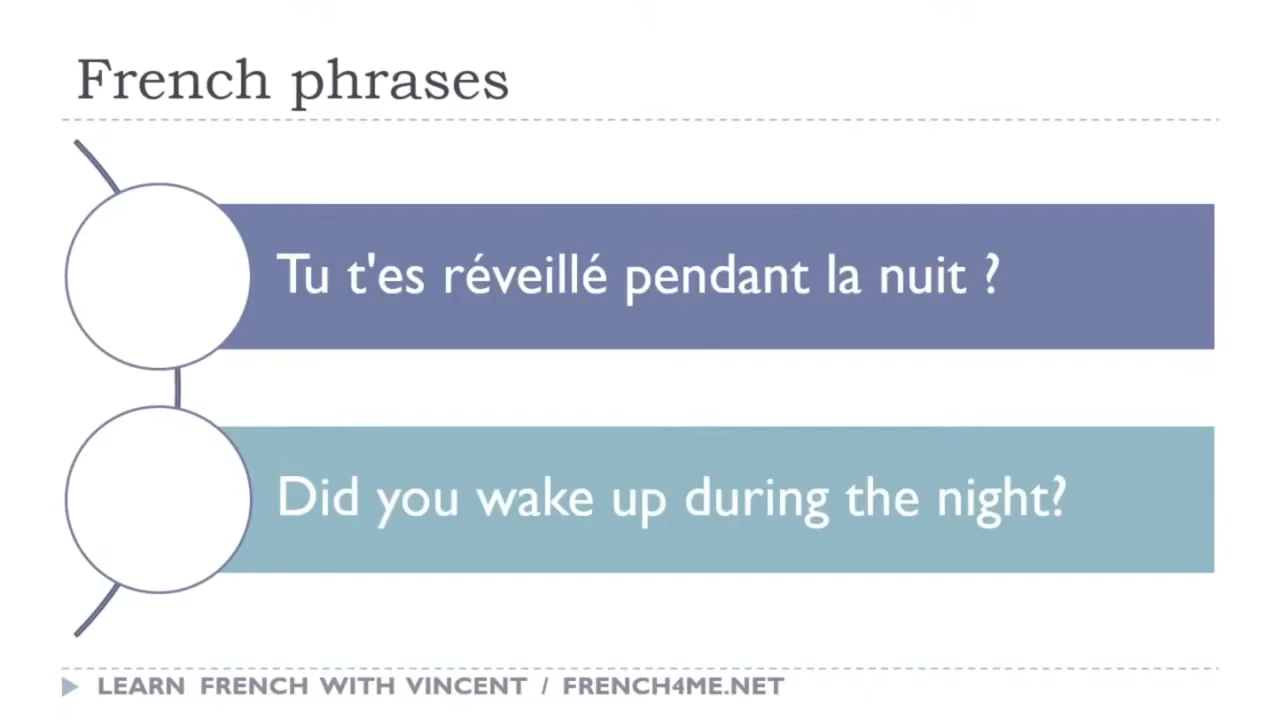 French phrases
Tu t'es réveillé pendant la nuit ?
Did you wake up during the night?
LEARN FRENCH WITH VINCENT / FRENCH4ME.NET